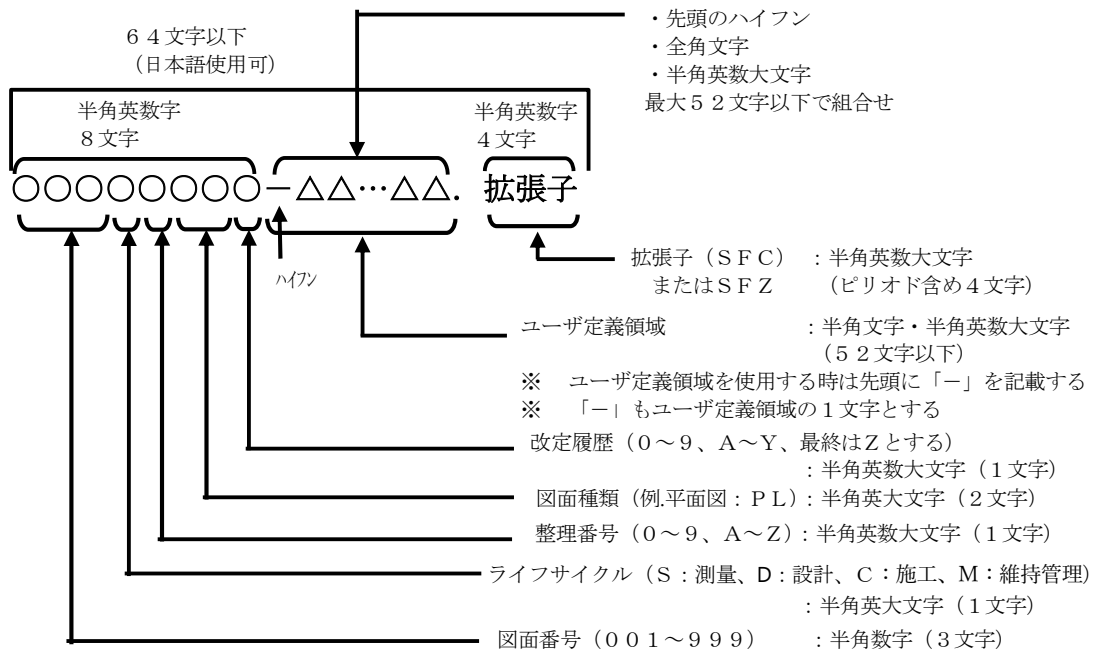 ・先頭のハイフン
・全角文字
・半角英数大文字
最大５２文字以下で組合せ
６４文字以下
（日本語使用可）
半角英数字
８文字
半角英数字
４文字
○○○○○○○○－△△…△△．拡張子
ﾊｲﾌﾝ
拡張子（ＳＦＣ）：半角英数大文字
またはＳＦＺ （ピリオド含め４文字）
ユーザ定義領域 ：半角文字・半角英数大文字
（５２文字以下）
※ ユーザ定義領域を使用する時は先頭に「－」を記載する
※ 「－」もユーザ定義領域の１文字とする
改定履歴（０～９、Ａ～Ｙ、最終はＺとする）
：半角英数大文字（１文字）
図面種類（例.平面図：ＰＬ）：半角英大文字（２文字）
整理番号（０～９、Ａ～Ｚ）：半角英数大文字（１文字）
ライフサイクル（Ｓ：測量、D：設計、Ｃ：施工、Ｍ：維持管理）
：半角英大文字（１文字）
図面番号（００１～９９９） ：半角数字（３文字）